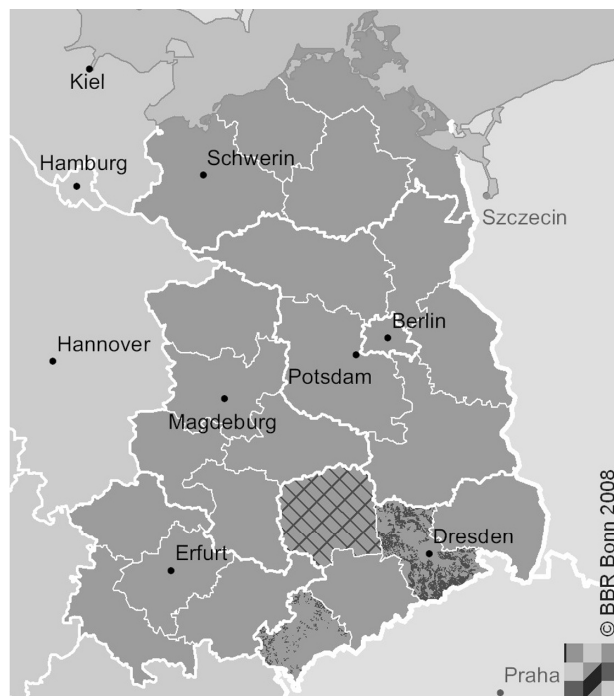 Kiel
Hamburg
Schwerin
Szczecin
Hannover
Berlin
Potsdam
Magdeburg
Dresden
Erfurt
Praha
© BBR Bonn 2008